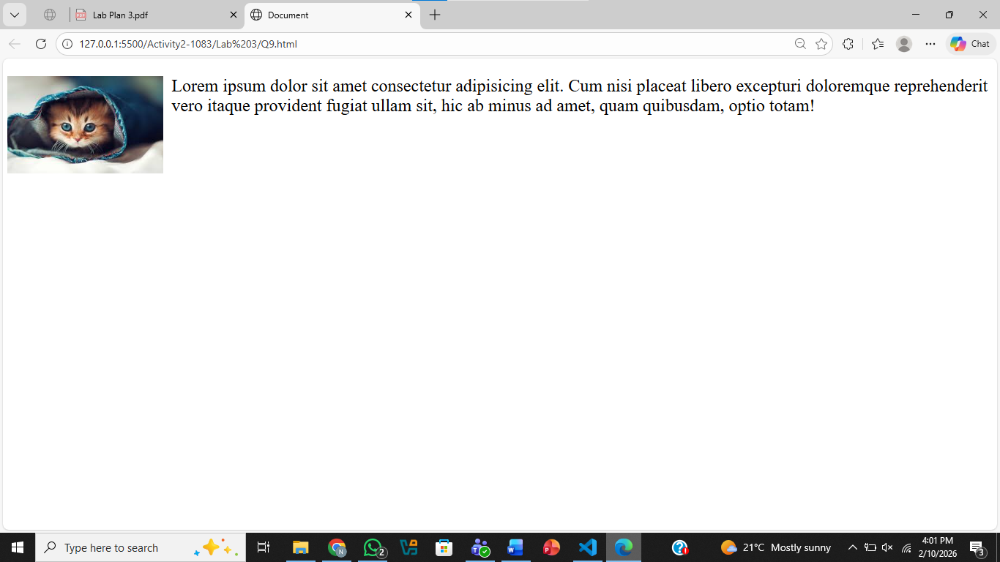 Lab Plan 3.pdf
Document
127.0.0.1:5500/Activity2-1083/Lab%203/Q9.html
Chat
Lorem ipsum dolor sit amet consectetur adipisicing elit. Cum nisi placeat libero excepturi doloremque reprehenderit
vero itaque provident fugiat ullam sit, hic ab minus ad amet, quam quibusdam, optio totam!
Type here to search
N
2
T
W
P
21°C Mostly sunny
4:01 PM
2/10/2026
3